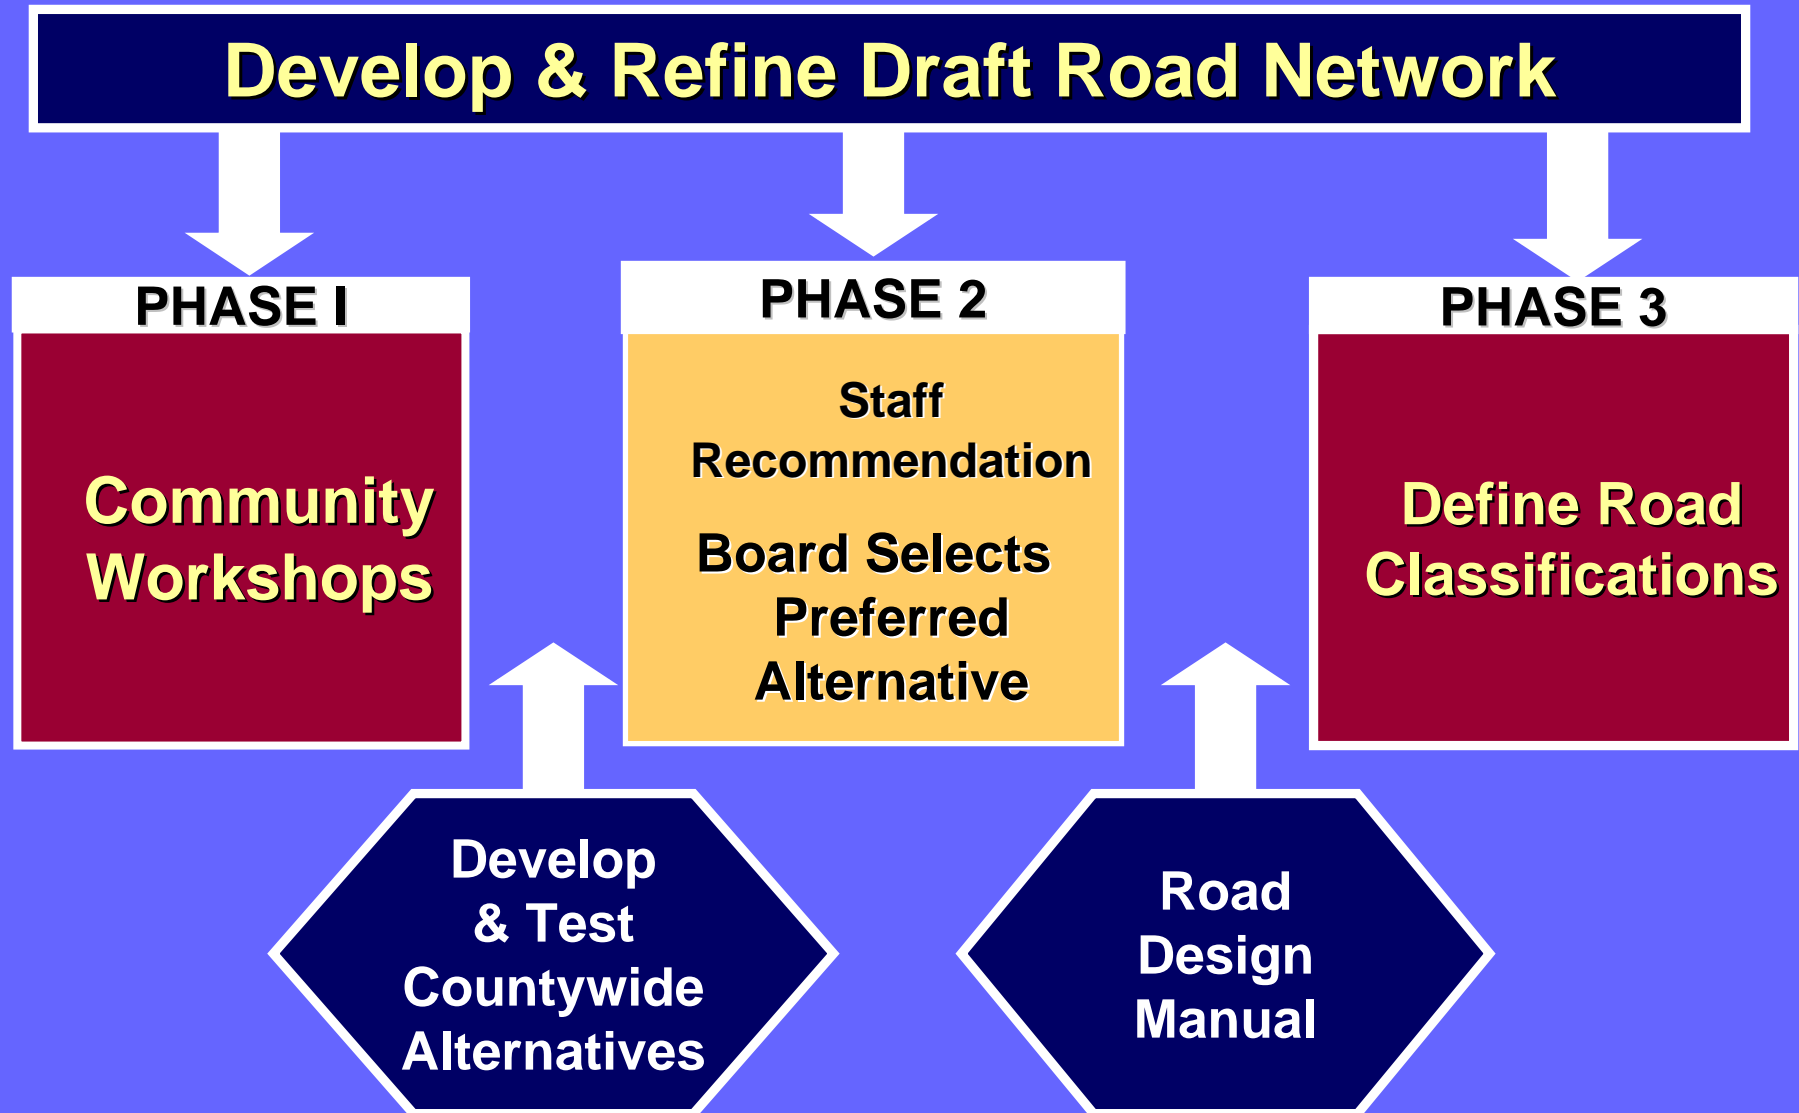 Develop & Refine Draft Road Network
PHASE I
Community
Workshops
PHASE 2
Staff
Recommendation
Board Selects
Preferred
Alternative
PHASE 3
Define Road
Classifications
Develop
& Test
Countywide
Alternatives
Road
Design
Manual